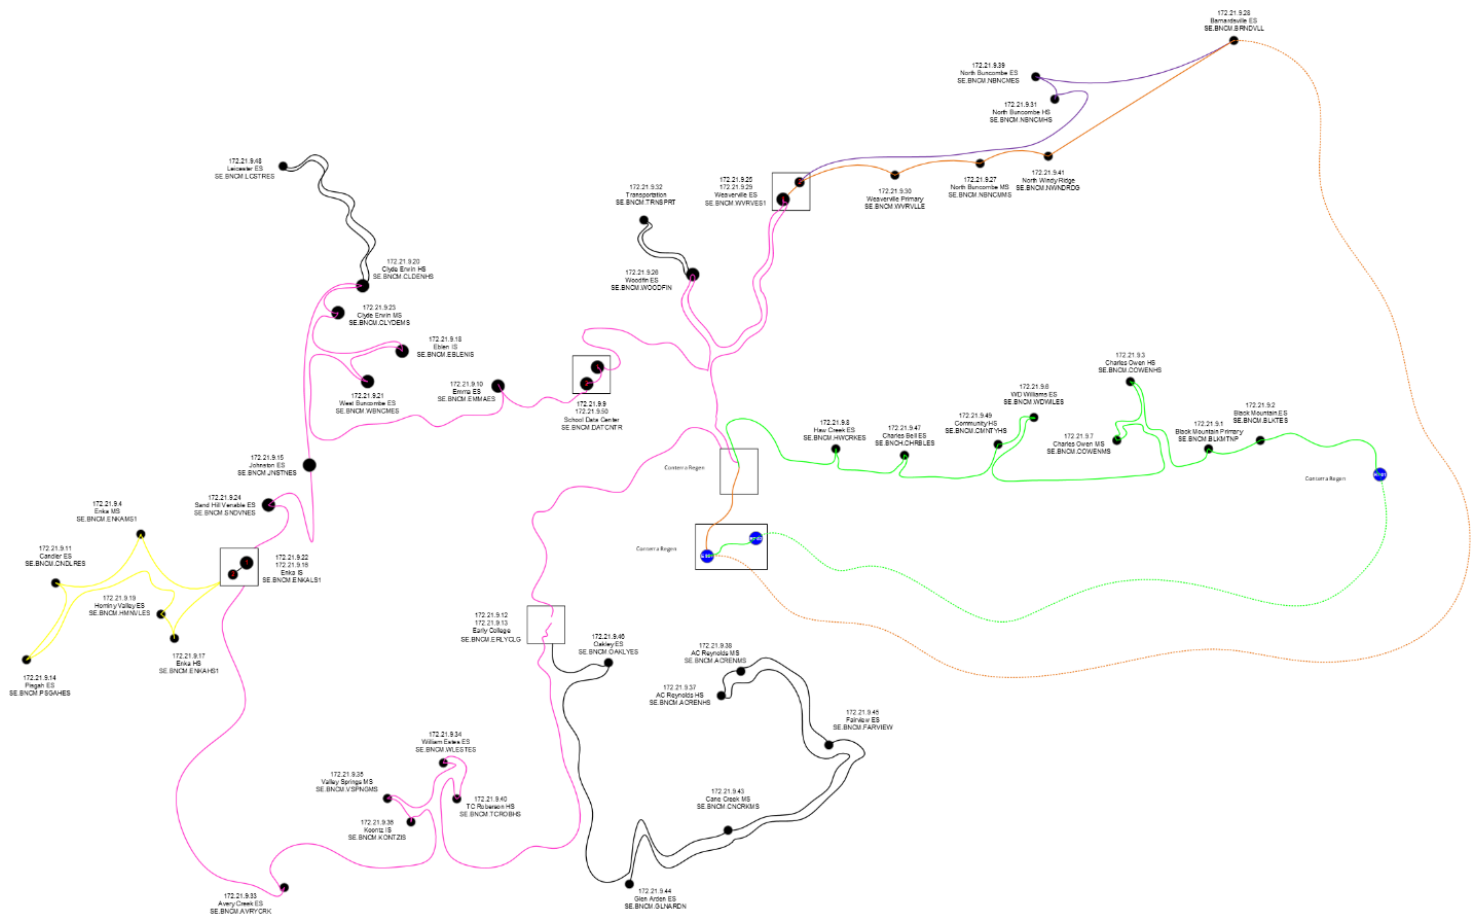 172.21.9.28
Barnardsville ES
SE.BNCM.BRNDVLL
172.21.9.39
North Buncombe ES
SE.BNCM.NBNCMES
172.21.9.31
North Buncombe HS
SE.BNCM.NBNCMHS
172.21.9.41
North Windy Ridge
SE.BNCM.NWNDRDG
172.21.9.27
North Buncombe MS
SE.BNCM.NBNCMMS
172.21.9.30
Weaverville Primary
SE.BNCM.WVRVLLE
172.21.9.25
172.21.9.29
Weaverville ES
SE.BNCM.WVRVES1
172.21.9.32
Transportation
SE.BNCM.TRNSPRT
172.21.9.26
Woodfin ES
SE.BNCM.WOODFIN
172.21.9.48
Leicester ES
SE.BNCM.LCSTRES
172.21.9.20
Clyde Erwin HS
SE.BNCM.CLDENHS
172.21.9.23
Clyde Erwin MS
SE.BNCM.CLYDEMS
172.21.9.18
Eblen IS
SE.BNCM.EBLENIS
172.21.9.21
West Buncombe ES
SE.BNCM.WBNCMES
172.21.9.10
Emma ES
SE.BNCM.EMMAES
172.21.9.9
172.21.9.50
School Data Center
SE.BNCM.DATCNTR
172.21.9.3
Charles Owen HS
SE.BNCM.COWENHS
172.21.9.6
WD Williams ES
SE.BNCM.WDWLES
172.21.9.49
Community HS
SE.BNCM.CMNTYHS
172.21.9.8
Haw Creek ES
SE.BNCM.HWCRKES
172.21.9.47
Charles Bell ES
SE.BNCH.CHRBLES
172.21.9.7
Charles Owen MS
SE.BNCM.COWENMS
172.21.9.1
Black Mountain Primary
SE.BNCM.BLKMTNP
172.21.9.2
Black Mountain ES
SE.BNCM.BLKTES
Conterra Regen
Conterra Regen
Conterra Regen
172.21.9.15
Johnston ES
SE.BNCM.JNSTNES
172.21.9.24
Sand Hill Venable ES
SE.BNCM.SNDVNES
172.21.9.4
Enka MS
SE.BNCM.ENKAMS1
172.21.9.11
Candler ES
SE.BNCM.CNDLRES
172.21.9.22
172.21.9.16
Enka IS
SE.BNCM.ENKALS1
172.21.9.19
Hominy Valley ES
SE.BNCM.HMNVLES
172.21.9.17
Enka HS
SE.BNCM.ENKAHS1
172.21.9.14
Pisgah ES
SE.BNCM.PSGAHES
172.21.9.12
172.21.9.13
Early College
SE.BNCM.ERLYCLG
172.21.9.46
Oakley ES
SE.BNCM.OAKLYES
172.21.9.38
AC Reynolds MS
SE.BNCM.ACRENMS
172.21.9.37
AC Reynolds HS
SE.BNCM.ACRENHS
172.21.9.45
Fairview ES
SE.BNCM.FARVIEW
172.21.9.34
William Estes ES
SE.BNCM.WLESTES
172.21.9.35
Valley Springs MS
SE.BNCM.VSPNGMS
172.21.9.40
TC Roberson HS
SE.BNCM.TCROBHS
172.21.9.36
Koontz IS
SE.BNCM.KONTZIS
172.21.9.43
Cane Creek MS
SE.BNCM.CNCRKMS
172.21.9.33
Avery Creek ES
SE.BNCM.AVRYCRK
172.21.9.44
Glen Arden ES
SE.BNCM.GLNARDN